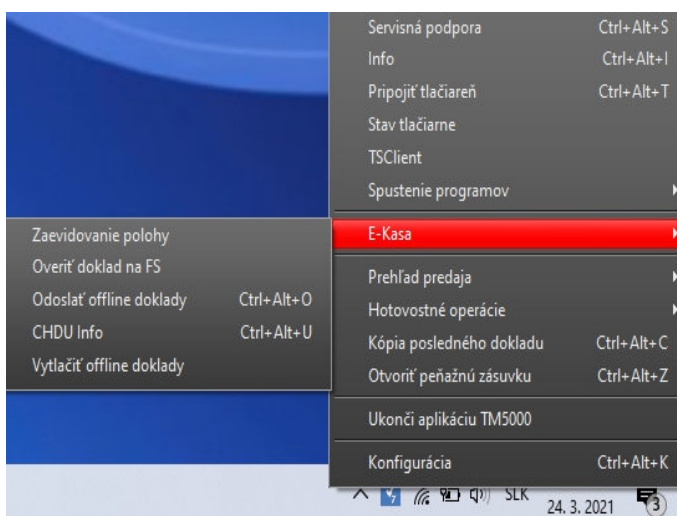 Servisná podpora Ctrl+Alt+S
Info Ctrl+Alt+I
Pripojiť tlačiareň Ctrl+Alt+T
Stav tlačiarne
TSClient
Spustenie programov
E-Kasa
Zaevidovanie polohy
Overiť doklad na FS
Odoslať offline doklady Ctrl+Alt+O
CHDU Info Ctrl+Alt+U
Vytlačiť offline doklady
Prehľad predaja
Hotovostné operácie
Kópia posledného dokladu Ctrl+Alt+C
Otvoriť peňažnú zásuvku Ctrl+Alt+Z
Ukonči aplikáciu TM5000
Konfigurácia Ctrl+Alt+K
SLK
24. 3. 2021
3